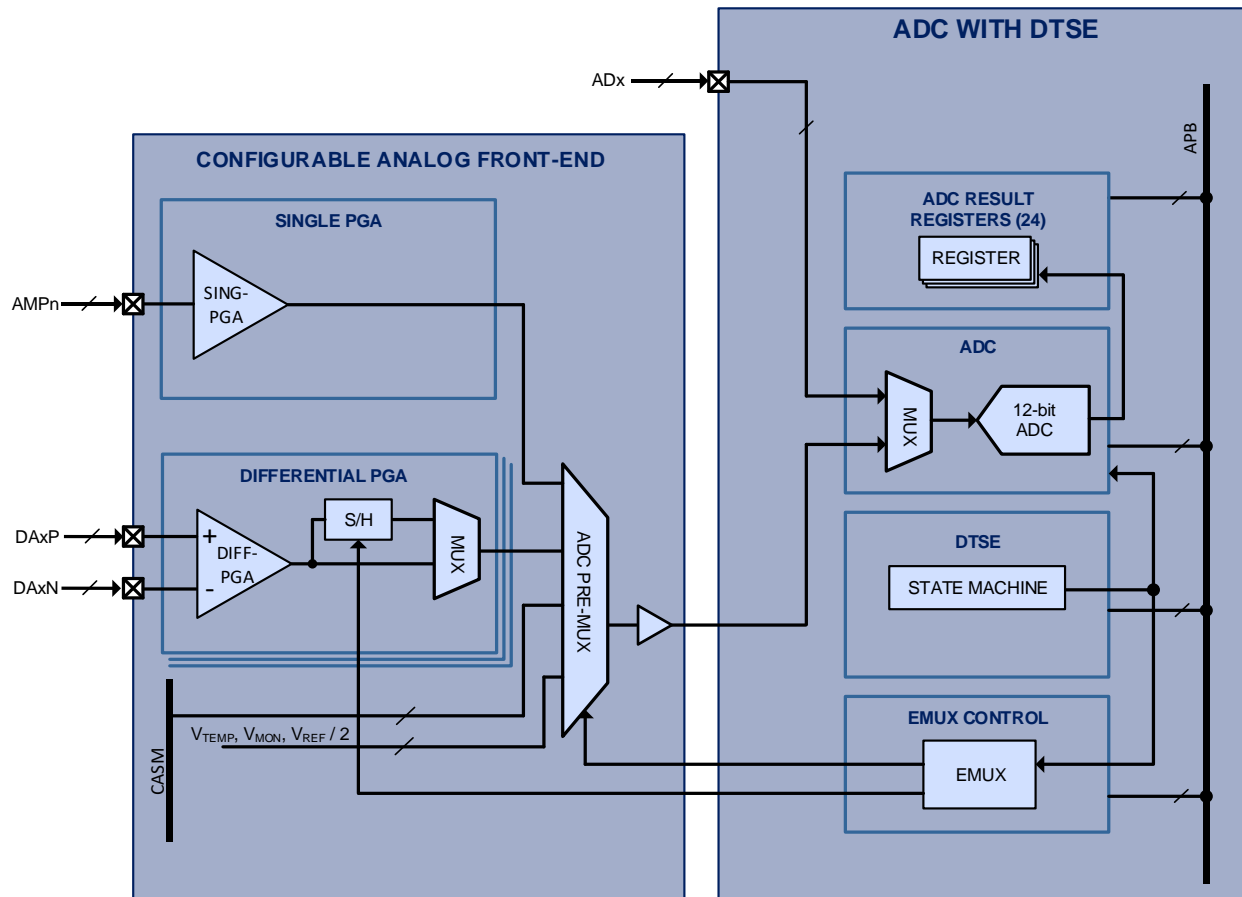 ADC WITH DTSE
ADx
APB
CONFIGURABLE ANALOG FRONT-END
SINGLE PGA
SING-
PGA
AMPn
ADC RESULT
REGISTERS (24)
REGISTER
ADC
MUX
12-bit
ADC
DIFFERENTIAL PGA
DAxP
DAxN
+
-
DIFF-
PGA
S/H
MUX
ADC PRE-MUX
DTSE
STATE MACHINE
CASM
VTEMP, VMON, VREF / 2
EMUX CONTROL
EMUX